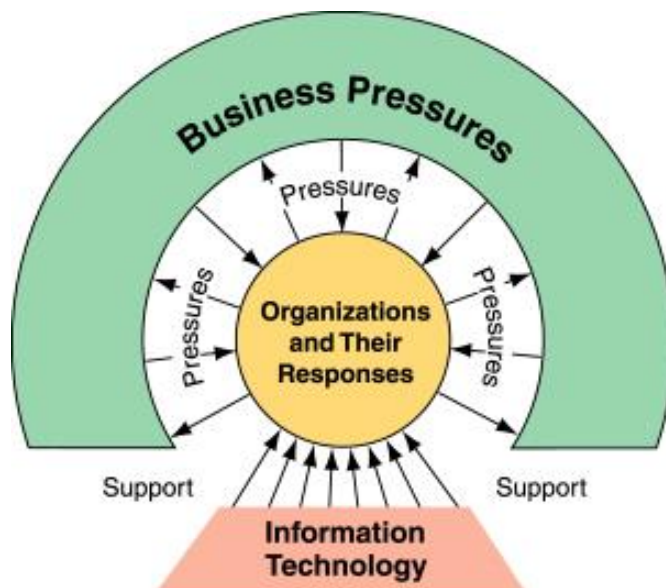 Business Pressures
Pressures
Pressures
Pressures
Organizations
and Their
Responses
Support
Support
Information
Technology